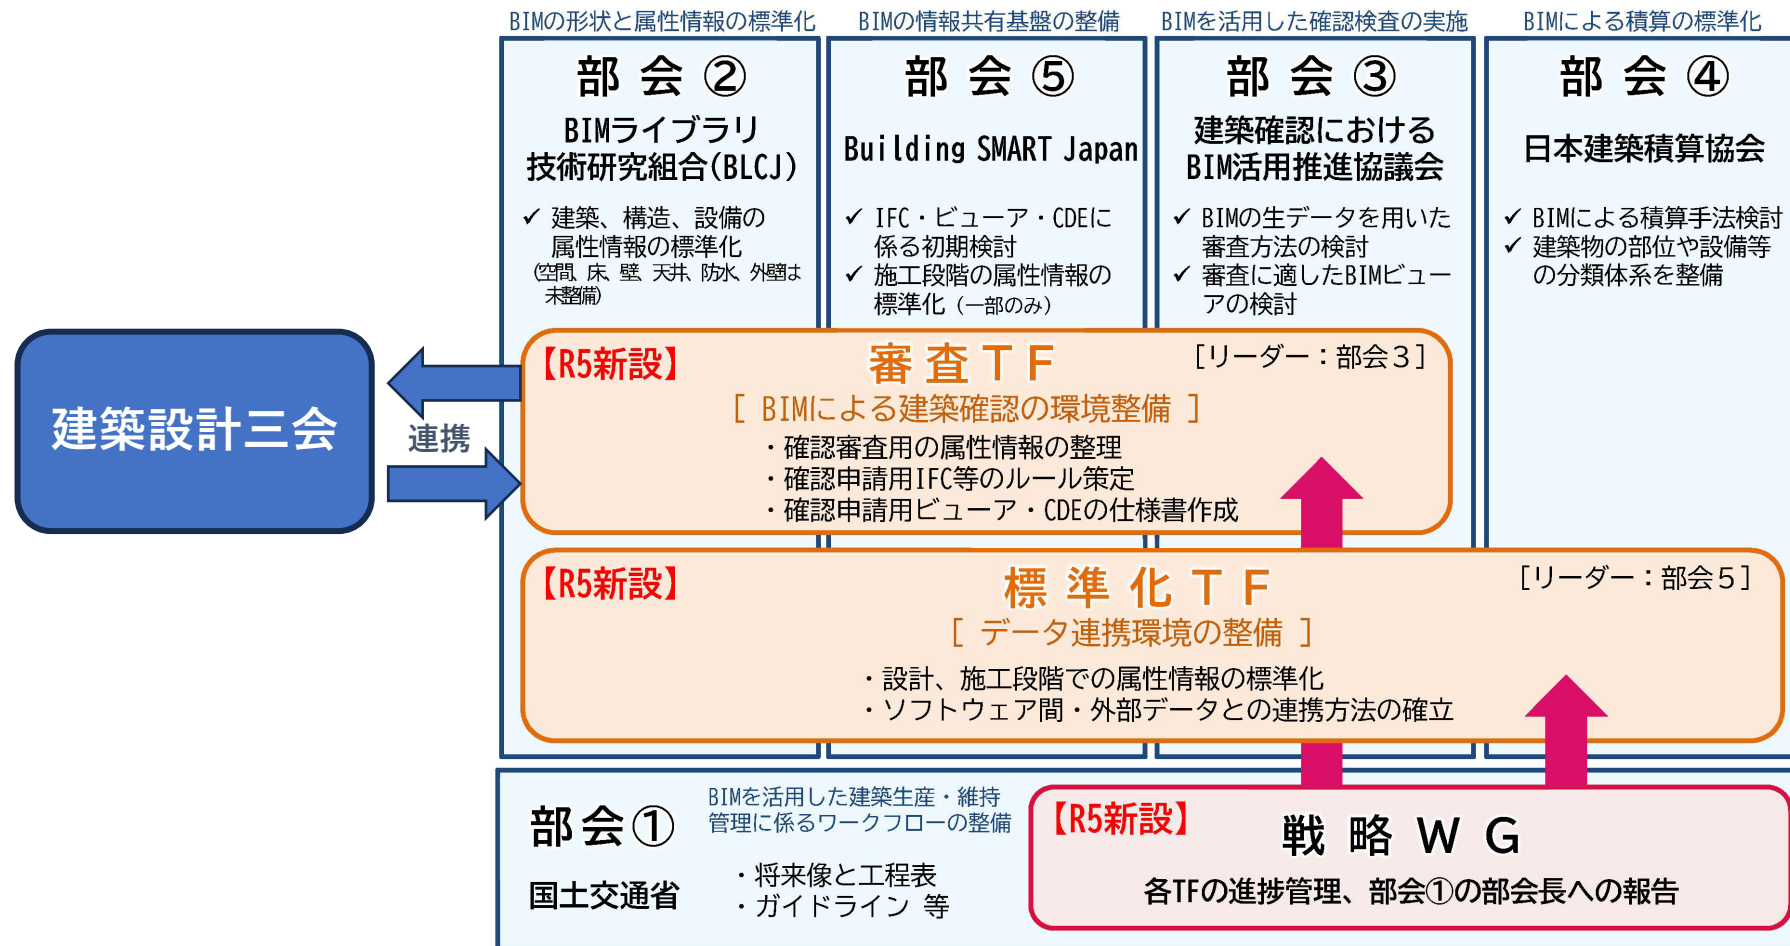 BIMの形状と属性情報の標準化
部会②
BIMライブラリ
技術研究組合(BLCJ)
✓ 建築、構造、設備の
属性情報の標準化
(空間、床、壁、天井、防水、外壁は
未整備)
BIMの情報共有基盤の整備
部会⑤
Building SMART Japan
✓ IFC・ビューア・CDEに
係る初期検討
✓ 施工段階の属性情報の
標準化（一部のみ）
BIMを活用した確認検査の実施
部会③
建築確認における
BIM活用推進協議会
✓ BIMの生データを用いた
審査方法の検討
✓ 審査に適したBIMビュー
アの検討
BIMによる積算の標準化
部会④
日本建築積算協会
✓ BIMによる積算手法検討
✓ 建築物の部位や設備等
の分類体系を整備
建築設計三会
連携
【R5新設】
審査ＴＦ
［リーダー：部会３］
［ BIMによる建築確認の環境整備 ］
・確認審査用の属性情報の整理
・確認申請用IFC等のルール策定
・確認申請用ビューア・CDEの仕様書作成
【R5新設】
標準化ＴＦ
［リーダー：部会５］
［ データ連携環境の整備 ］
・設計、施工段階での属性情報の標準化
・ソフトウェア間・外部データとの連携方法の確立
部会①
国土交通省
BIMを活用した建築生産・維持
管理に係るワークフローの整備
・将来像と工程表
・ガイドライン 等
【R5新設】
戦略ＷＧ
各TFの進捗管理、部会①の部会長への報告